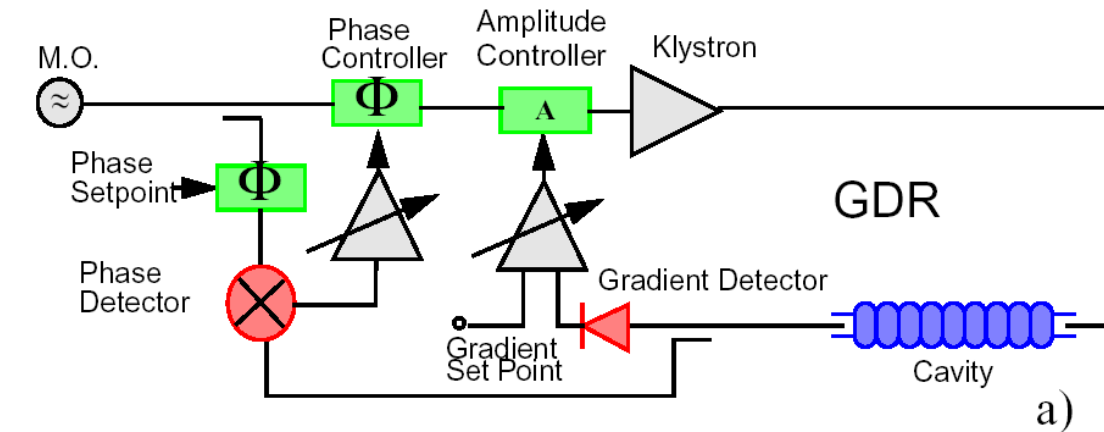 M.O.
≈
Phase
Controller
Φ
Amplitude
Controller
A
Klystron
Phase
Setpoint
Φ
GDR
Phase
Detector
Gradient Detector
Gradient
Set Point
Cavity
a)